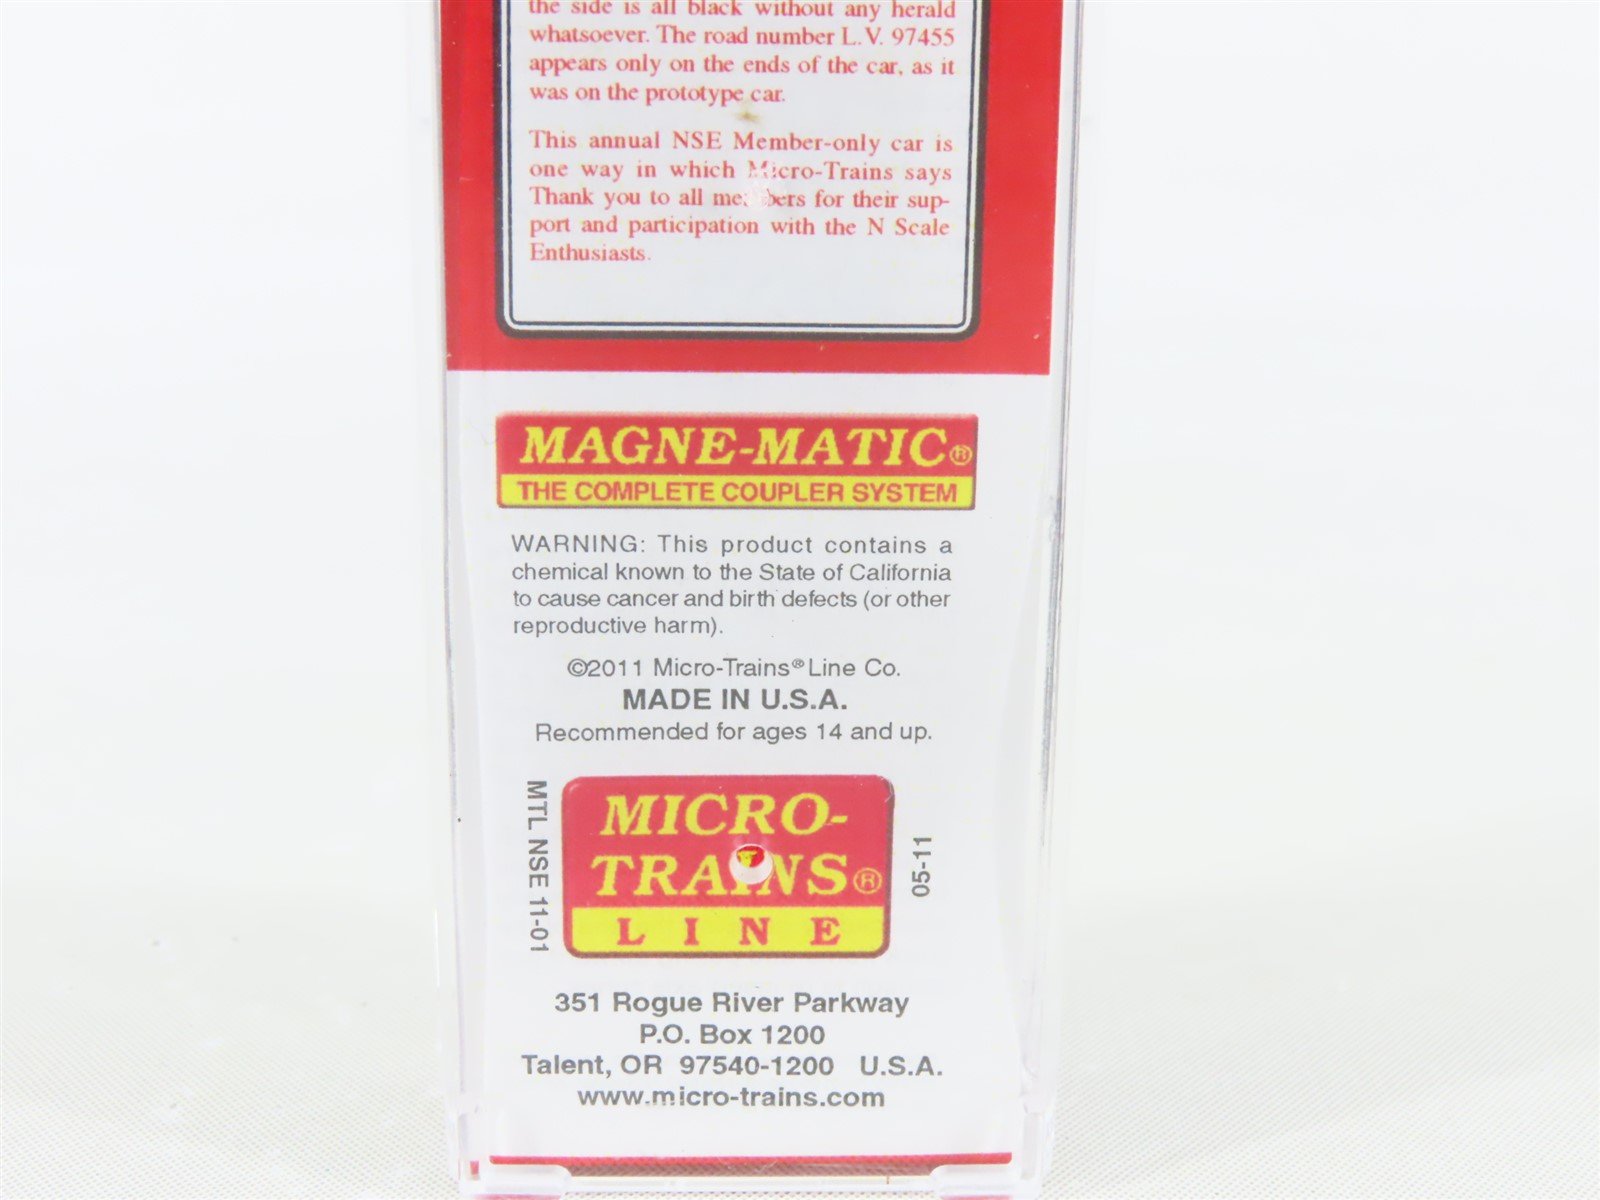 the side is all black without any herald
whatsoever. The road number L.V. 97455
appears only on the ends of the car, as it
was on the prototype car.
This annual NSE Member-only car is
one way in which Micro-Trains says
Thank you to all members for their sup-
port and participation with the N Scale
Enthusiasts.
MAGNE-MATIC®
THE COMPLETE COUPLER SYSTEM
WARNING: This product contains a
chemical known to the State of California
to cause cancer and birth defects (or other
reproductive harm).
©2011 Micro-Trains® Line Co.
MADE IN U.S.A.
Recommended for ages 14 and up.
MTL NSE 11-01
MICRO-
TRAINS®
LINE
05-11
351 Rogue River Parkway
P.O. Box 1200
Talent, OR 97540-1200 U.S.A.
www.micro-trains.com